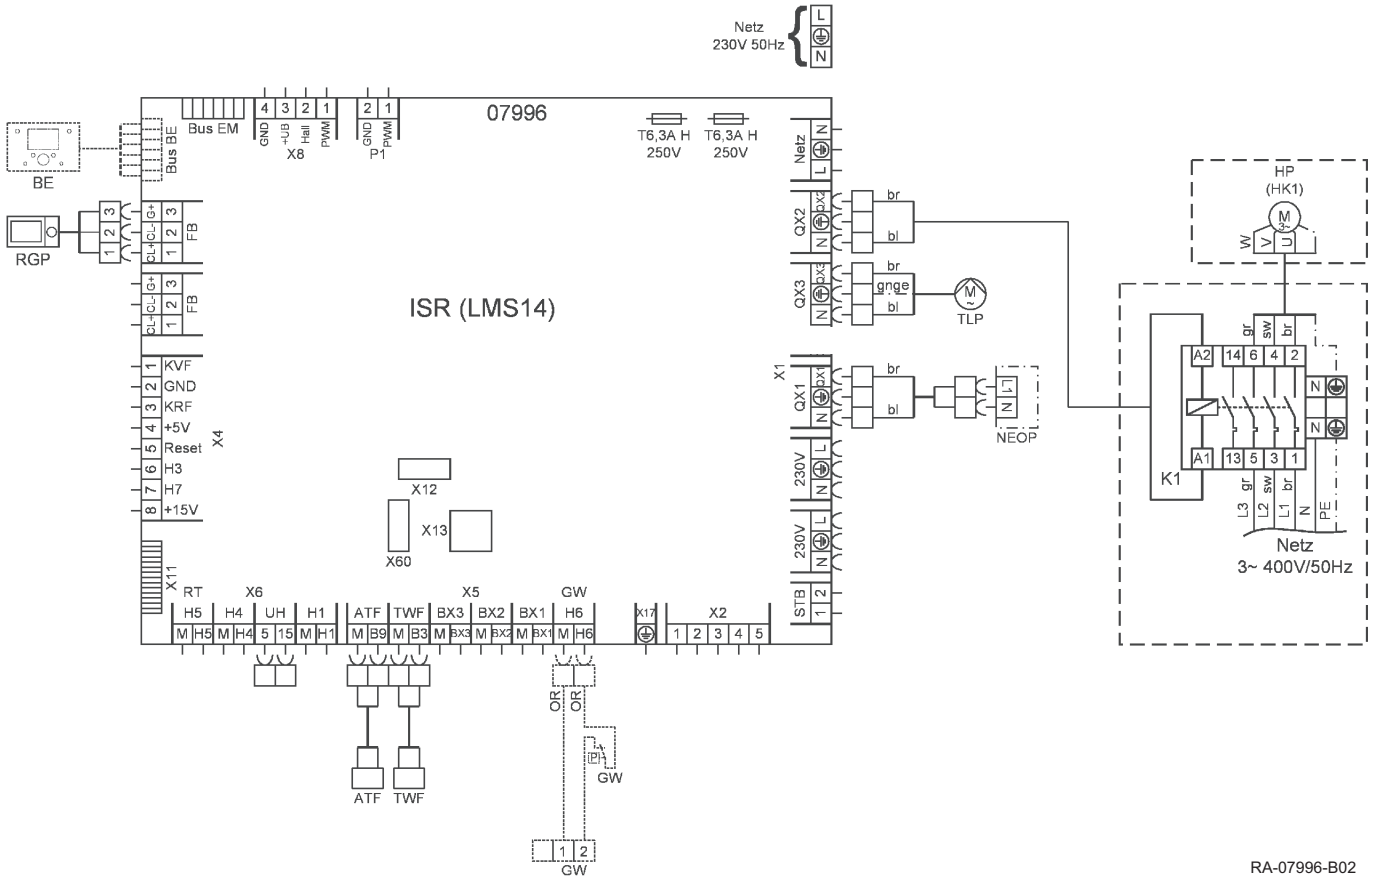 Netz
230V 50Hz
L
N
07996
Bus EM
4 3 2 1
GND +UB Hall PWM
X8
2 1
GND PWM
P1
T6,3A H
250V
T6,3A H
250V
Netz
N
L
BE
Bus BE
RGP
3
2
1
G+ 3
CL- 2
CL+ 1
FB
G+ 3
CL- 2
CL+ 1
FB
ISR (LMS14)
QX2
QX2
N
br
bl
QX3
QX3
N
br
gnge
bl
M
~
TLP
X1
QX1
QX1
N
br
bl
L1
N
NEOP
230V
L
N
230V
L
N
STB
2
1
1 KVF
2 GND
3 KRF
4 +5V
5 Reset
6 H3
7 H7
8 +15V
X4
X12
X60
X13
X11
RT X6 X5 GW
H5 H4 UH H1 ATF TWF BX3 BX2 BX1 H6 X17 X2
M H5 M H4 5 15 M H1 M B9 M B3 M BX3 M BX2 M BX1 M H6 1 2 3 4 5
OR OR
P
GW
ATF TWF
1 2
GW
HP
(HK1)
M
3~
W V U
gr sw br
A2 14 6 4 2
N
N
A1 13 5 3 1
K1
gr sw br
L3 L2 L1 N PE
Netz
3~ 400V/50Hz
RA-07996-B02